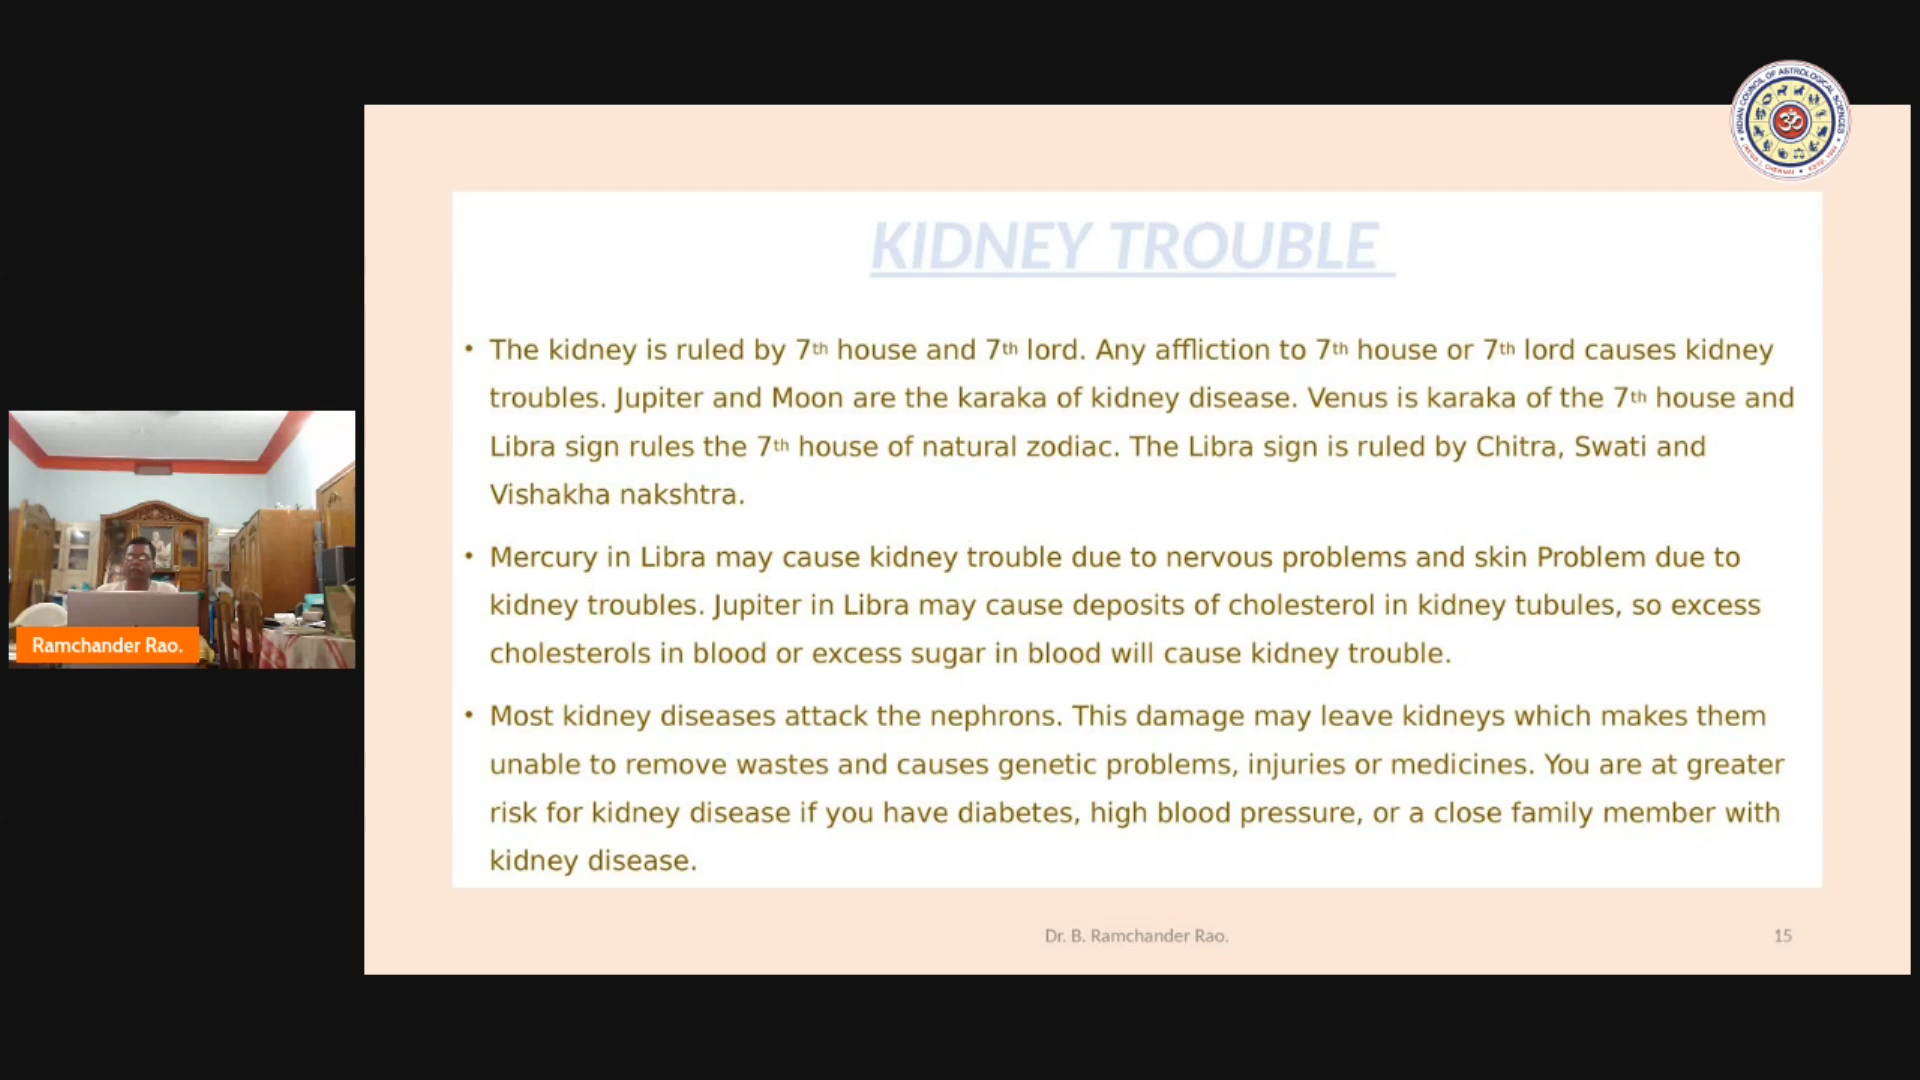 INDIAN COUNCIL OF ASTROLOGICAL SCIENCES
KIDNEY TROUBLE
• The kidney is ruled by 7th house and 7th lord. Any affliction to 7th house or 7th lord causes kidney
troubles. Jupiter and Moon are the karaka of kidney disease. Venus is karaka of the 7th house and
Libra sign rules the 7th house of natural zodiac. The Libra sign is ruled by Chitra, Swati and
Vishakha nakshtra.
• Mercury in Libra may cause kidney trouble due to nervous problems and skin Problem due to
kidney troubles. Jupiter in Libra may cause deposits of cholesterol in kidney tubules, so excess
cholesterols in blood or excess sugar in blood will cause kidney trouble.
• Most kidney diseases attack the nephrons. This damage may leave kidneys which makes them
unable to remove wastes and causes genetic problems, injuries or medicines. You are at greater
risk for kidney disease if you have diabetes, high blood pressure, or a close family member with
kidney disease.
Ramchander Rao.
Dr. B. Ramchander Rao.
15